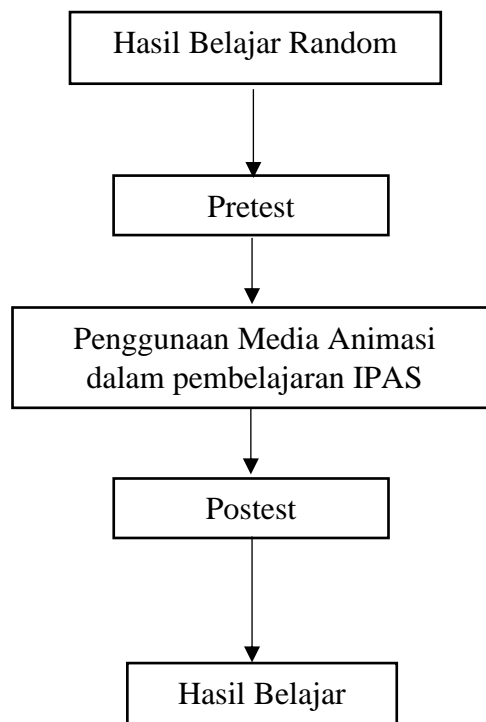 Hasil Belajar Random
Pretest
Penggunaan Media Animasi
dalam pembelajaran IPAS
Postest
Hasil Belajar